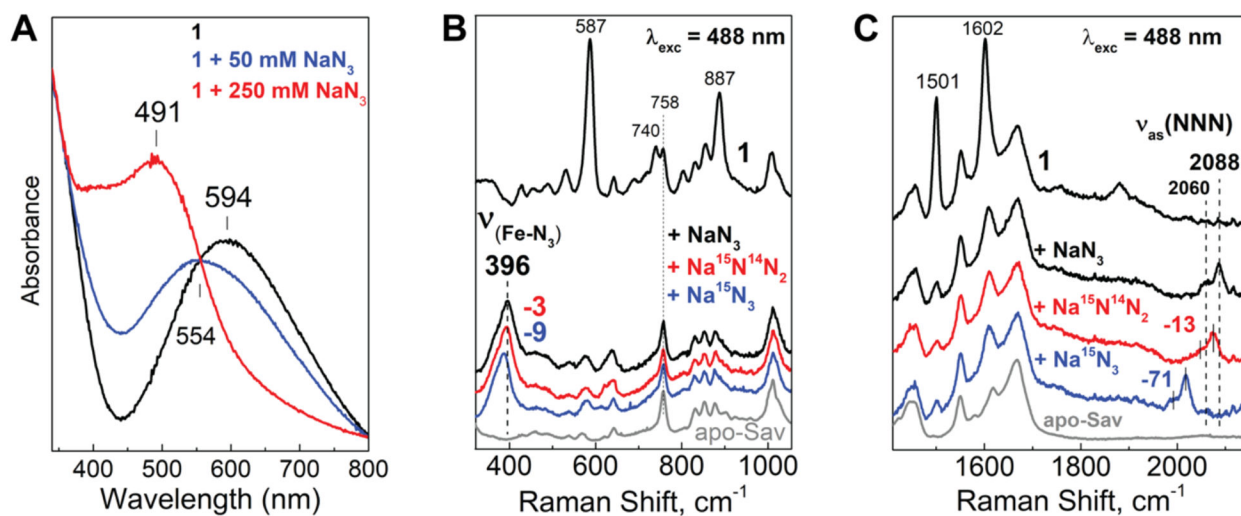 A
1
1 + 50 mM NaN₃
1 + 250 mM NaN₃
491
594
554
Absorbance
400 500 600 700 800
Wavelength (nm)
B
587
λexc = 488 nm
887
758
740
1
ν(Fe-N₃)
396
+ NaN₃
+ Na¹⁵N¹⁴N₂
+ Na¹⁵N₃
-3
-9
apo-Sav
400 600 800 1000
Raman Shift, cm⁻¹
C
1602
λexc = 488 nm
1501
νas(NNN)
1
2088
2060
+ NaN₃
+ Na¹⁵N¹⁴N₂
-13
+ Na¹⁵N₃
-71
apo-Sav
1600 1800 2000
Raman Shift, cm⁻¹